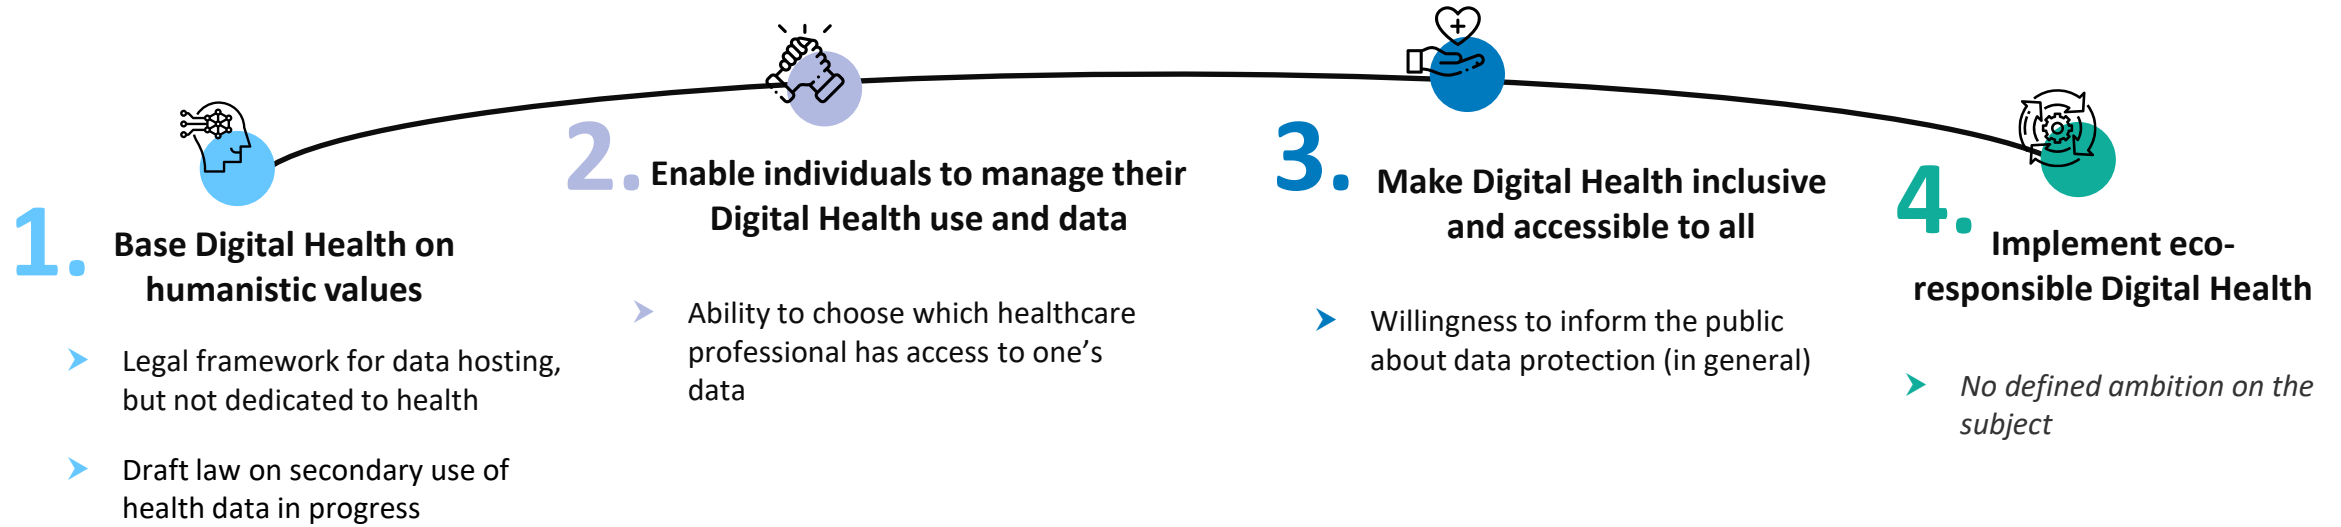 1.
Base Digital Health on
humanistic values
Legal framework for data hosting,
but not dedicated to health
Draft law on secondary use of
health data in progress
2.
Enable individuals to manage their
Digital Health use and data
Ability to choose which healthcare
professional has access to one’s
data
3.
Make Digital Health inclusive
and accessible to all
Willingness to inform the public
about data protection (in general)
4.
Implement eco-
responsible Digital Health
No defined ambition on the
subject